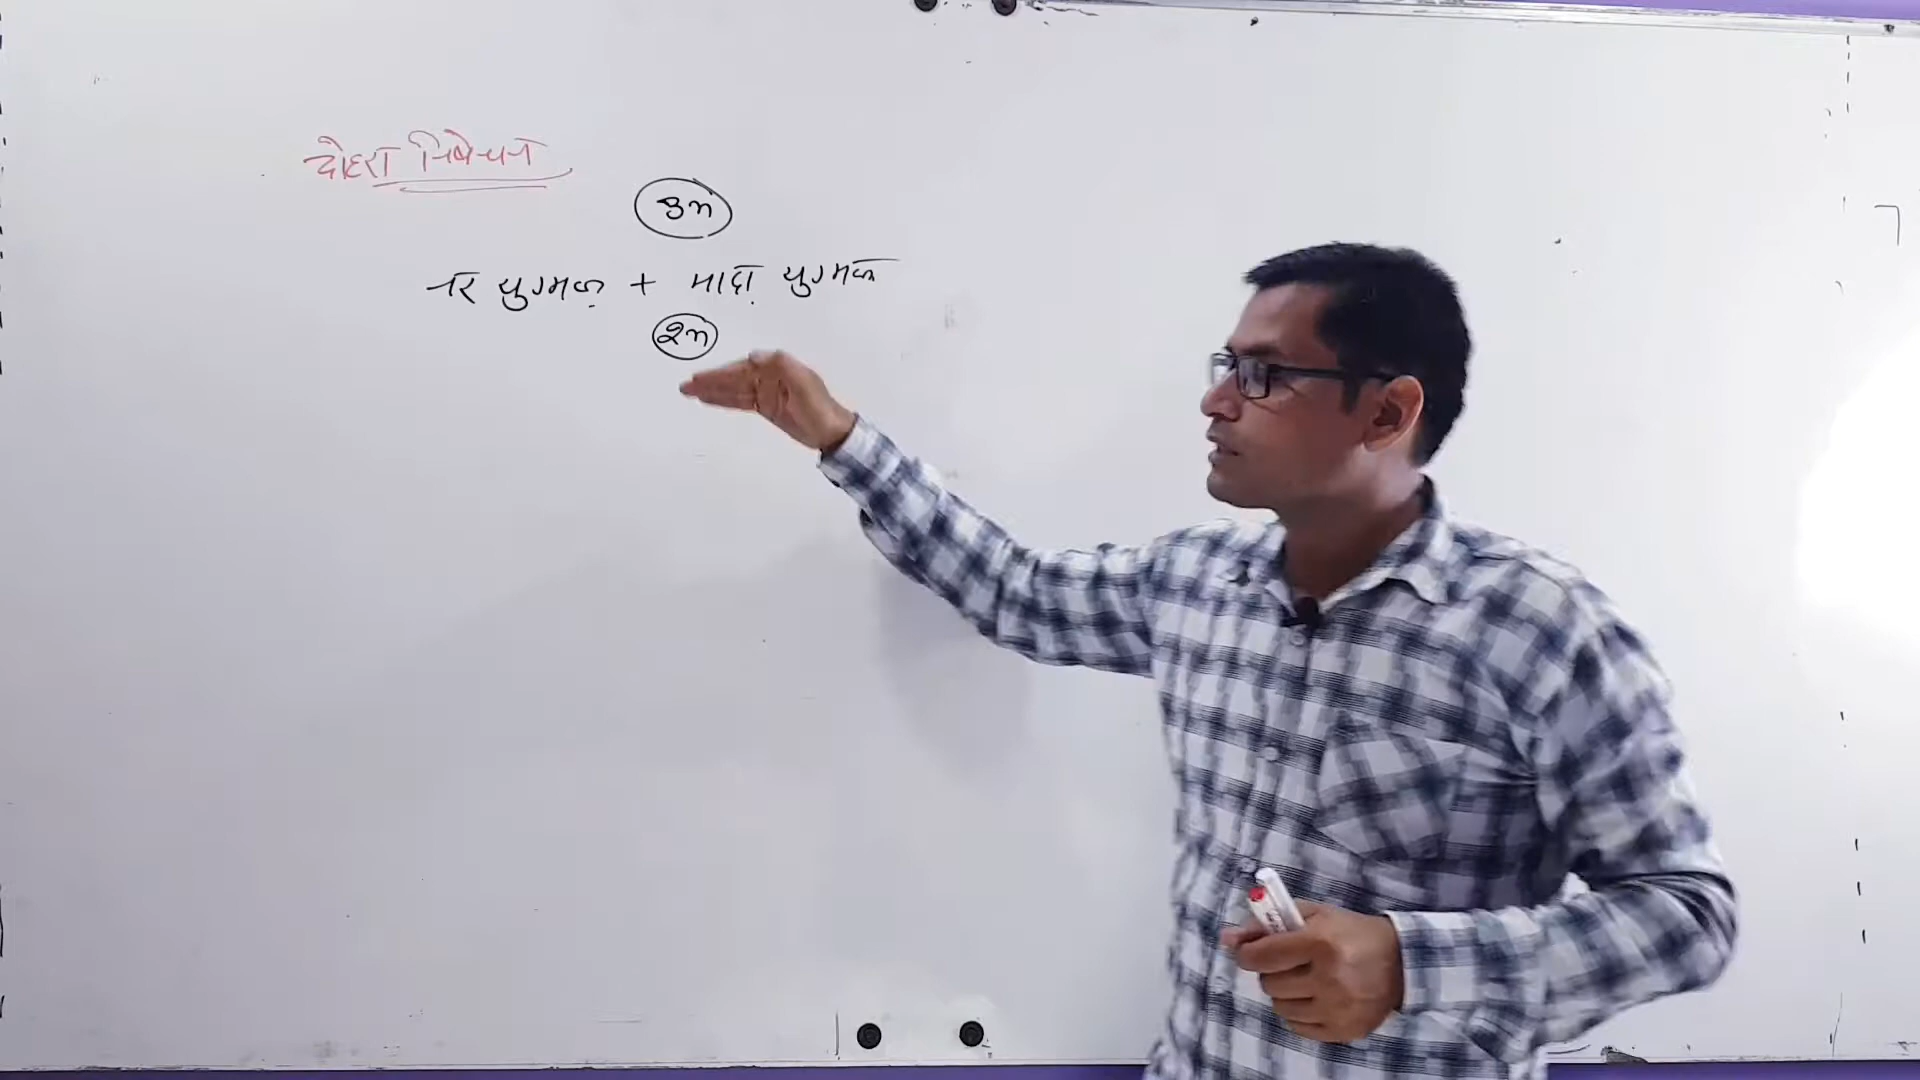 दोहरा निषेचन
3n
नर युग्मक + मादा युग्मक
2n